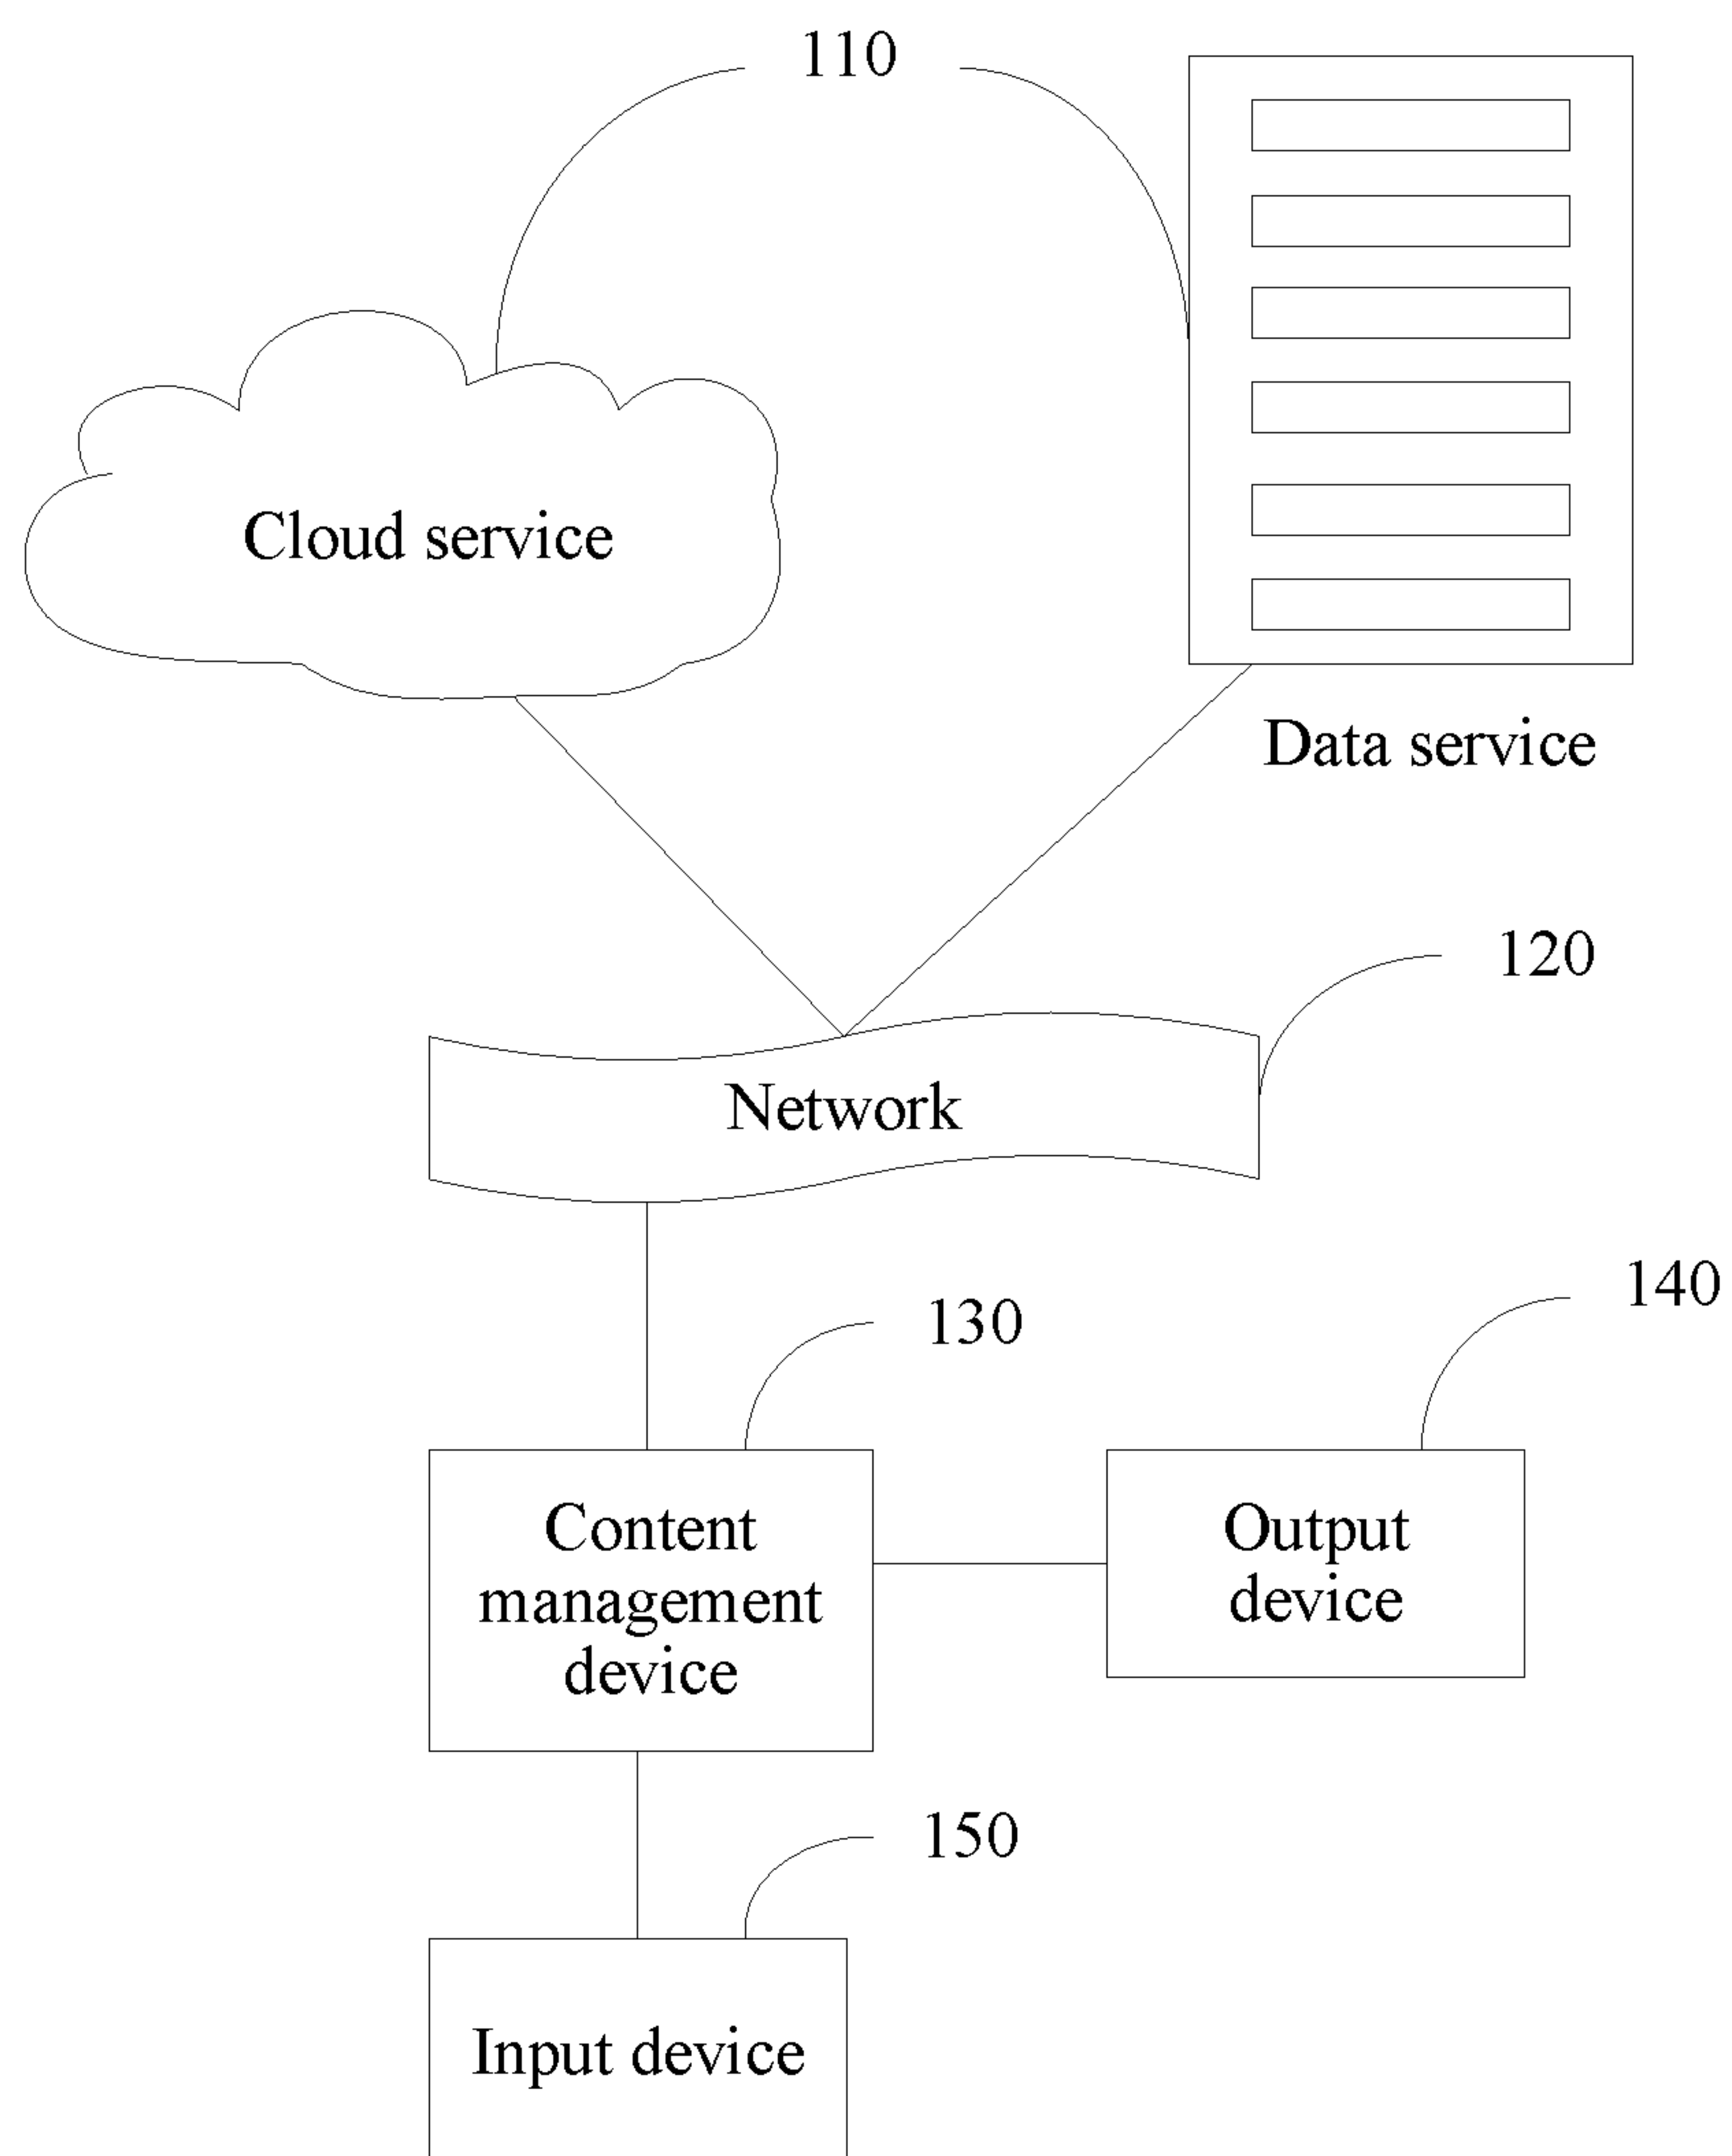 110
Cloud service
Data service
120
Network
140
130
Content
management
device
Output
device
150
Input device